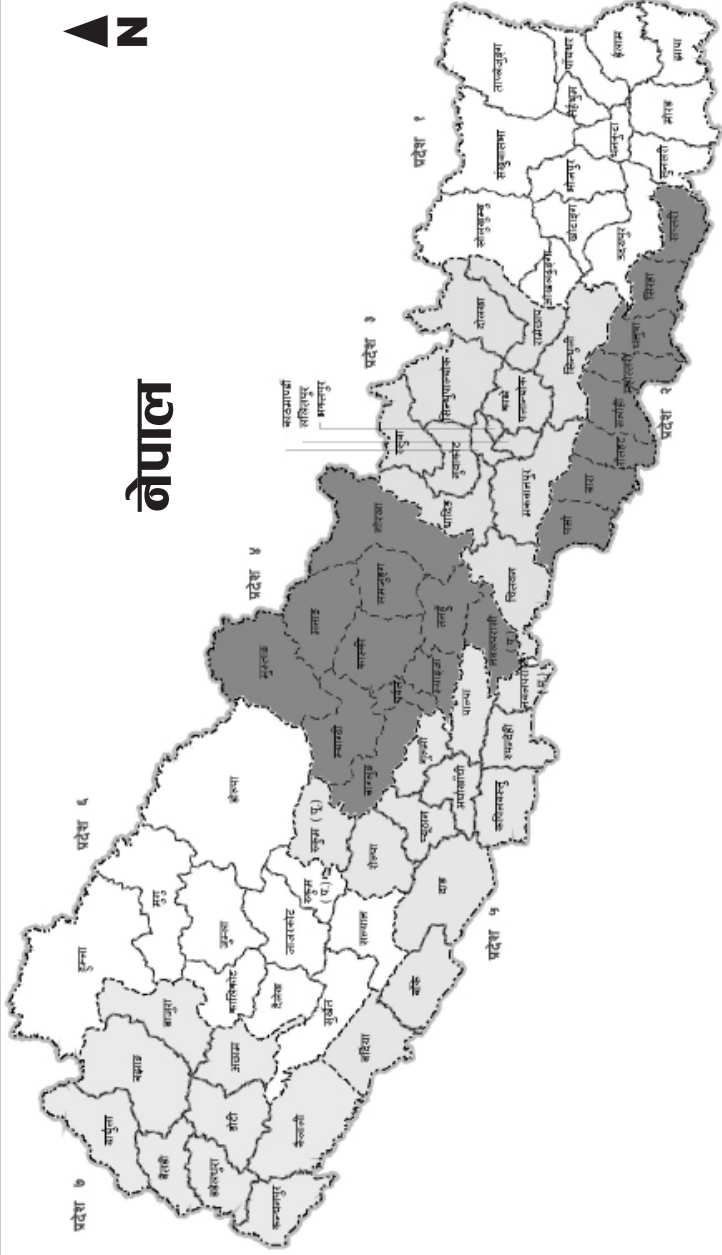 नेपाल
N
प्रदेश ७
दार्चुला
बैतडी
डडेल्धुरा
कञ्चनपुर
बझाङ
बाजुरा
डोटी
अछाम
कैलाली
प्रदेश ६
हुम्ला
मुगु
डोल्पा
जुम्ला
कालिकोट
जाजरकोट
दैलेख
रुकुम
(प.)
सल्यान
सुर्खेत
प्रदेश ५
रुकुम (पू.)
रोल्पा
प्यूठान
गुल्मी
अर्घाखाँची
पाल्पा
दाङ
बाँके
बर्दिया
कपिलवस्तु
रुपन्देही
नवलपरासी
(प.)
प्रदेश ४
मुस्ताङ
मनाङ
गोरखा
म्याग्दी
कास्की
लमजुङ्ग
बाग्लुङ
पर्वत
स्याङ्जा
तनहुँ
नवलपरासी
(पू.)
प्रदेश ३
काठमाण्डौं
ललितपुर
भक्तपुर
रसुवा
धादिङ
नुवाकोट
सिन्धुपाल्चोक
दोलखा
काभ्रे
पलान्चोक
रामेछाप
सिन्धुली
मकवानपुर
चितवन
प्रदेश २
पर्सा
बारा
रौतहट
सर्लाही
महोत्तरी
धनुषा
सिरहा
सप्तरी
प्रदेश १
ताप्लेजुङ्ग
संखुवासभा
सोलुखुम्बु
पाँचथर
तेह्रथुम
धनकुटा
भोजपुर
खोटाङ्ग
ओखलढुङ्गा
उदयपुर
ईलाम
झापा
मोरङ
सुनसरी